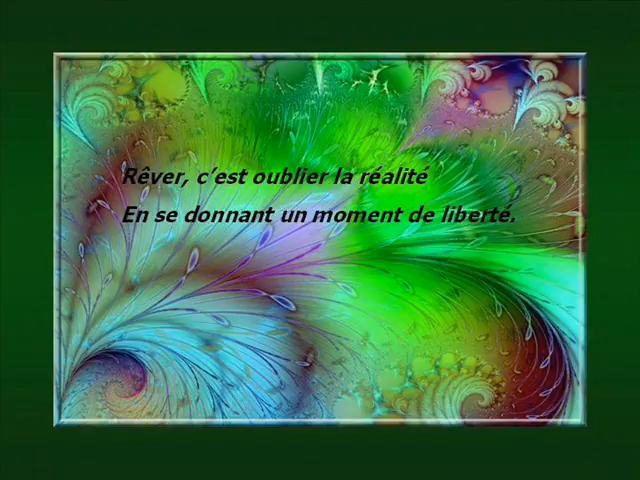 Rêver, c’est oublier la réalité
En se donnant un moment de liberté.